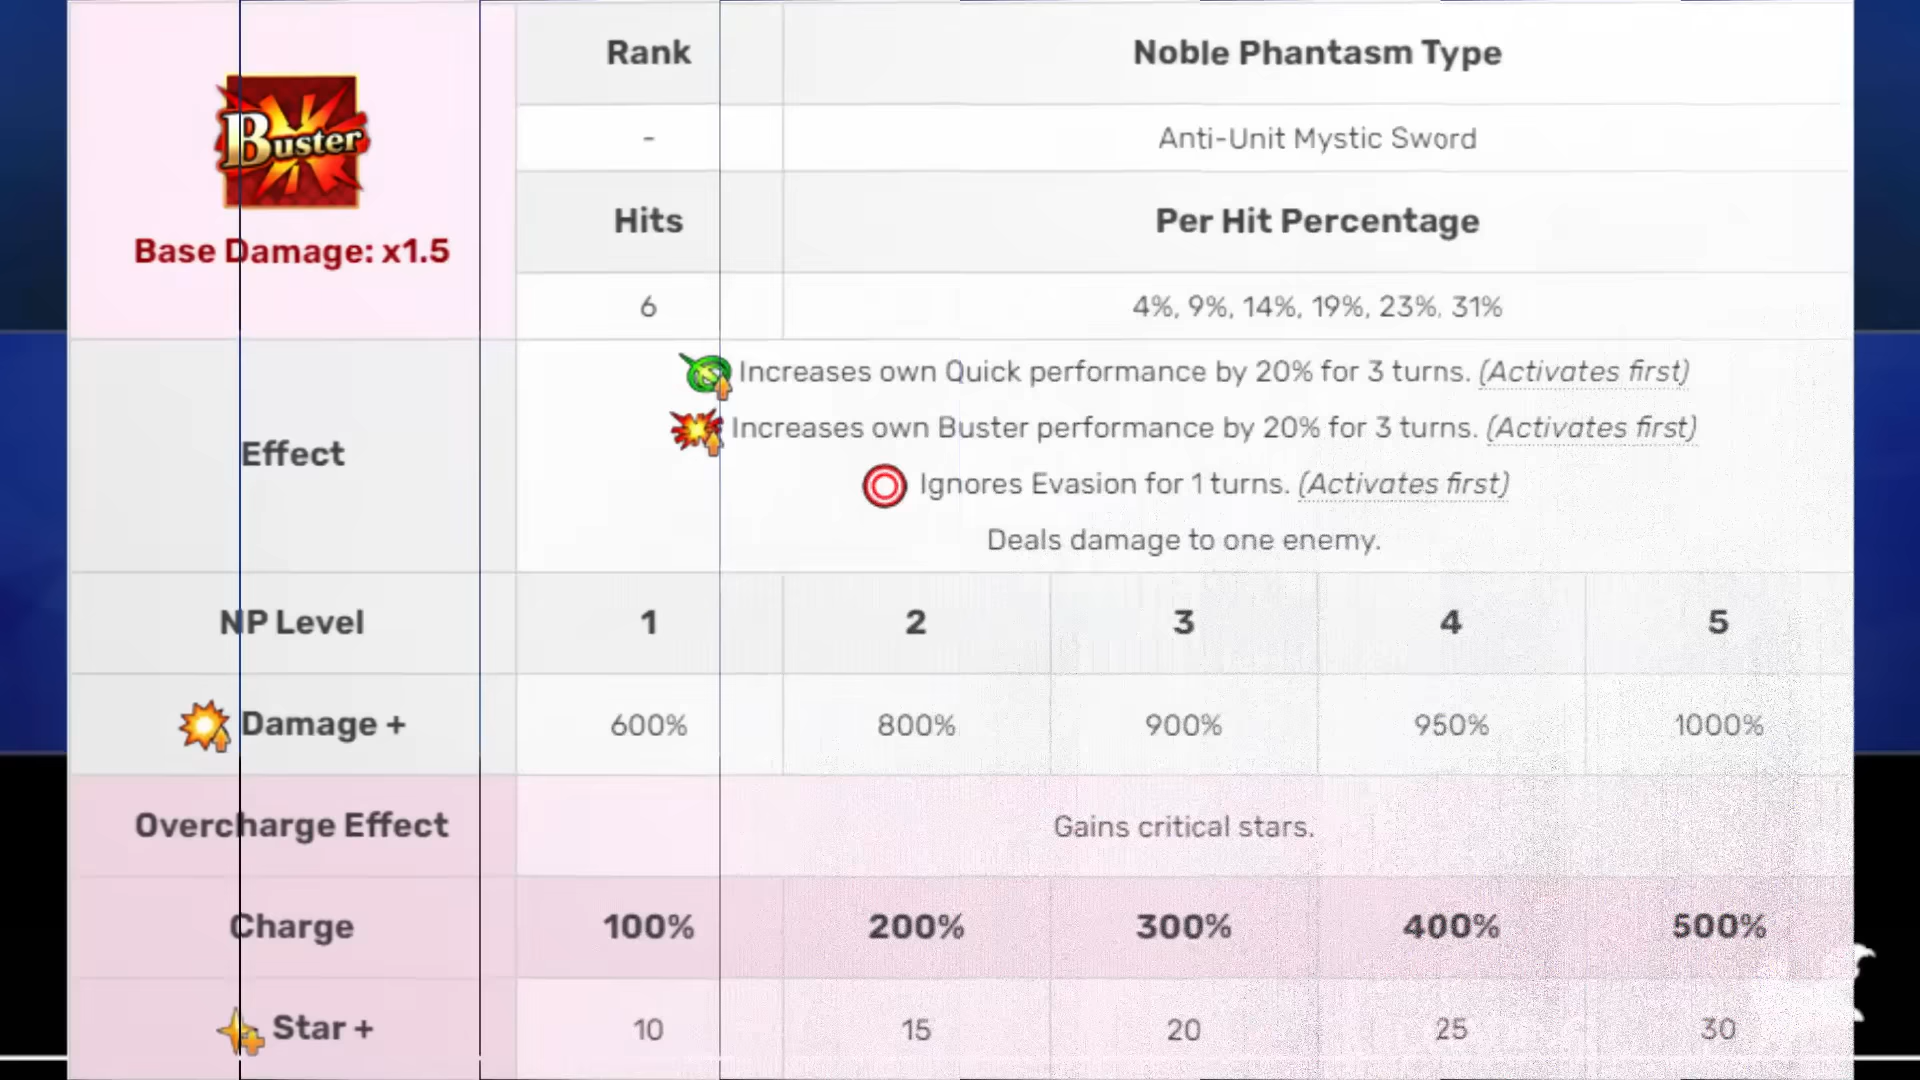 Buster
Base Damage: x1.5
Rank Noble Phantasm Type
- Anti-Unit Mystic Sword
Hits Per Hit Percentage
6 4%, 9%, 14%, 19%, 23%, 31%
Effect
Increases own Quick performance by 20% for 3 turns. (Activates first)
Increases own Buster performance by 20% for 3 turns. (Activates first)
Ignores Evasion for 1 turns. (Activates first)
Deals damage to one enemy.
NP Level 1 2 3 4 5
Damage + 600% 800% 900% 950% 1000%
Overcharge Effect Gains critical stars.
Charge 100% 200% 300% 400% 500%
Star + 10 15 20 25 30